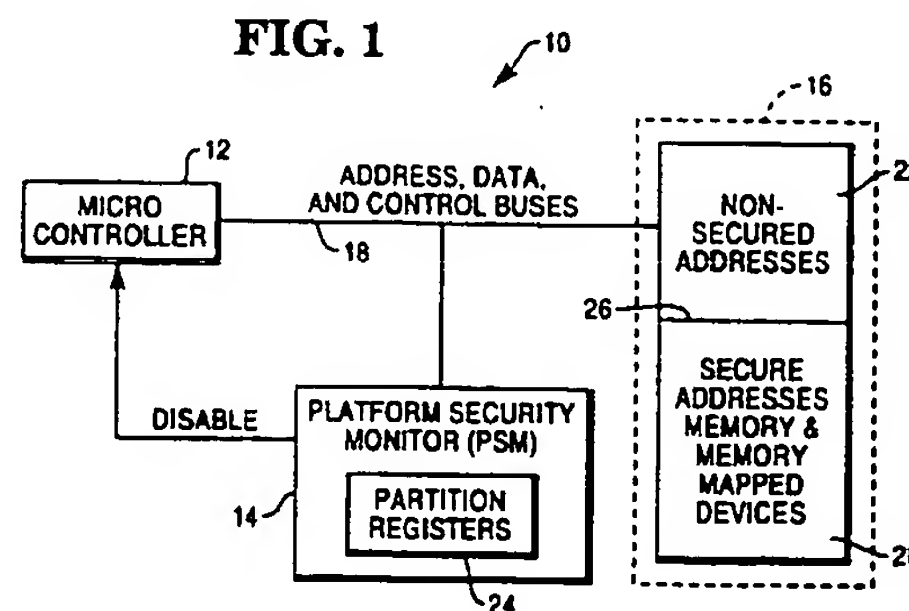 FIG. 1
10
16
12
MICRO
CONTROLLER
ADDRESS, DATA,
AND CONTROL BUSES
18
NON-
SECURED
ADDRESSES
26
SECURE
ADDRESSES
MEMORY &
MEMORY
MAPPED
DEVICES
DISABLE
PLATFORM SECURITY
MONITOR (PSM)
14
PARTITION
REGISTERS
24